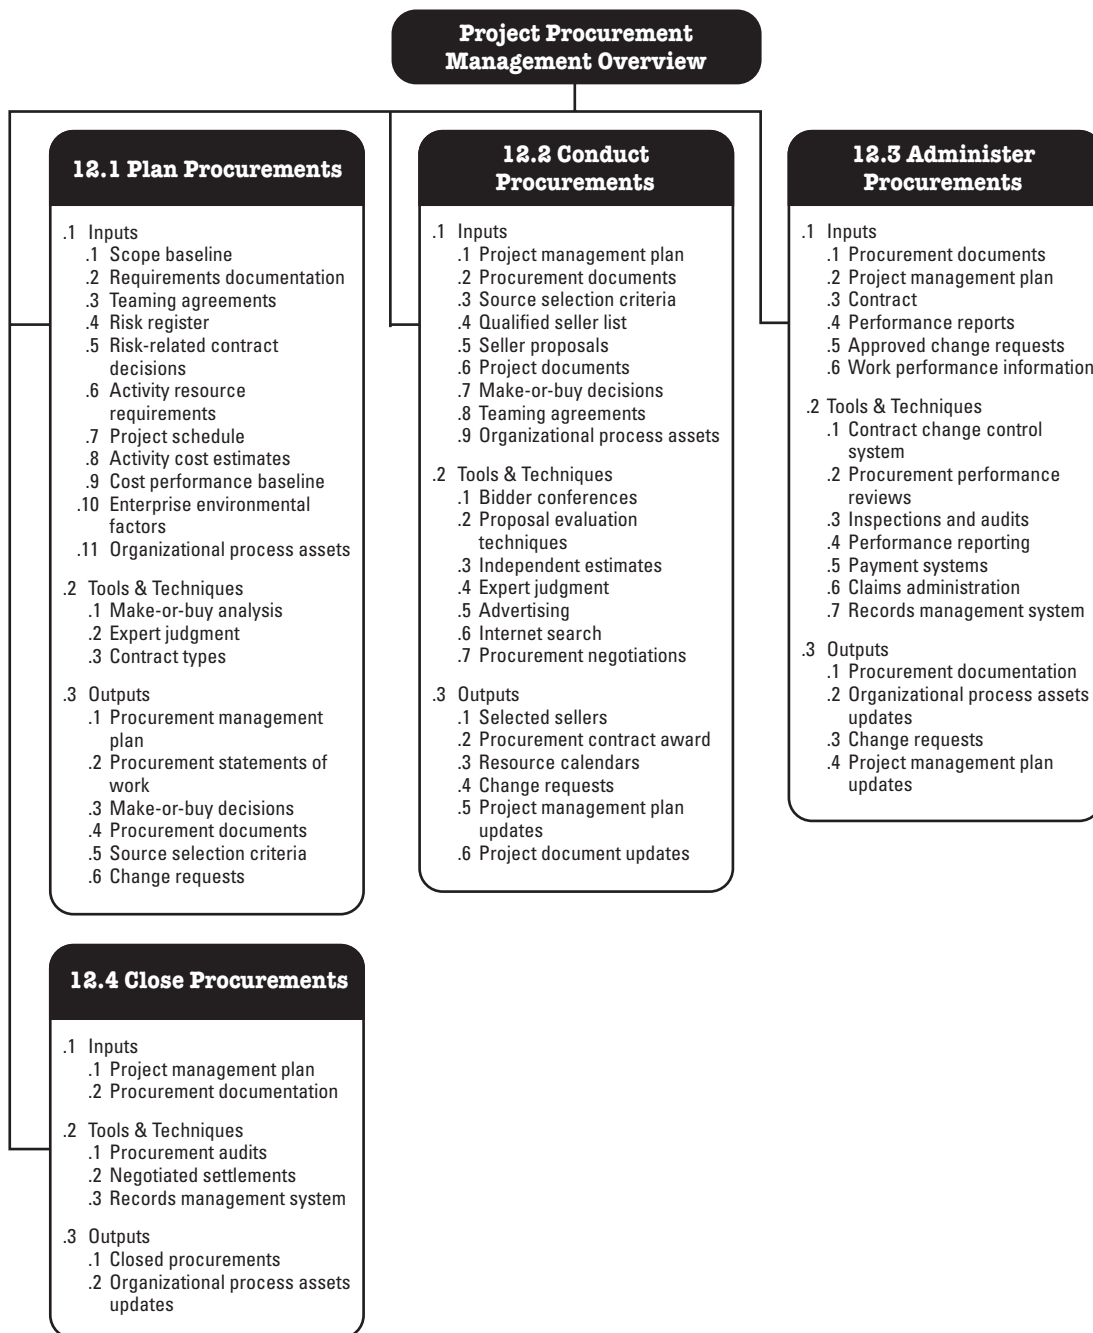 Project Procurement
Management Overview
12.1 Plan Procurements
.1 Inputs
.1 Scope baseline
.2 Requirements documentation
.3 Teaming agreements
.4 Risk register
.5 Risk-related contract
decisions
.6 Activity resource
requirements
.7 Project schedule
.8 Activity cost estimates
.9 Cost performance baseline
.10 Enterprise environmental
factors
.11 Organizational process assets
.2 Tools & Techniques
.1 Make-or-buy analysis
.2 Expert judgment
.3 Contract types
.3 Outputs
.1 Procurement management
plan
.2 Procurement statements of
work
.3 Make-or-buy decisions
.4 Procurement documents
.5 Source selection criteria
.6 Change requests
12.2 Conduct
Procurements
.1 Inputs
.1 Project management plan
.2 Procurement documents
.3 Source selection criteria
.4 Qualified seller list
.5 Seller proposals
.6 Project documents
.7 Make-or-buy decisions
.8 Teaming agreements
.9 Organizational process assets
.2 Tools & Techniques
.1 Bidder conferences
.2 Proposal evaluation
techniques
.3 Independent estimates
.4 Expert judgment
.5 Advertising
.6 Internet search
.7 Procurement negotiations
.3 Outputs
.1 Selected sellers
.2 Procurement contract award
.3 Resource calendars
.4 Change requests
.5 Project management plan
updates
.6 Project document updates
12.3 Administer
Procurements
.1 Inputs
.1 Procurement documents
.2 Project management plan
.3 Contract
.4 Performance reports
.5 Approved change requests
.6 Work performance information
.2 Tools & Techniques
.1 Contract change control
system
.2 Procurement performance
reviews
.3 Inspections and audits
.4 Performance reporting
.5 Payment systems
.6 Claims administration
.7 Records management system
.3 Outputs
.1 Procurement documentation
.2 Organizational process assets
updates
.3 Change requests
.4 Project management plan
updates
12.4 Close Procurements
.1 Inputs
.1 Project management plan
.2 Procurement documentation
.2 Tools & Techniques
.1 Procurement audits
.2 Negotiated settlements
.3 Records management system
.3 Outputs
.1 Closed procurements
.2 Organizational process assets
updates